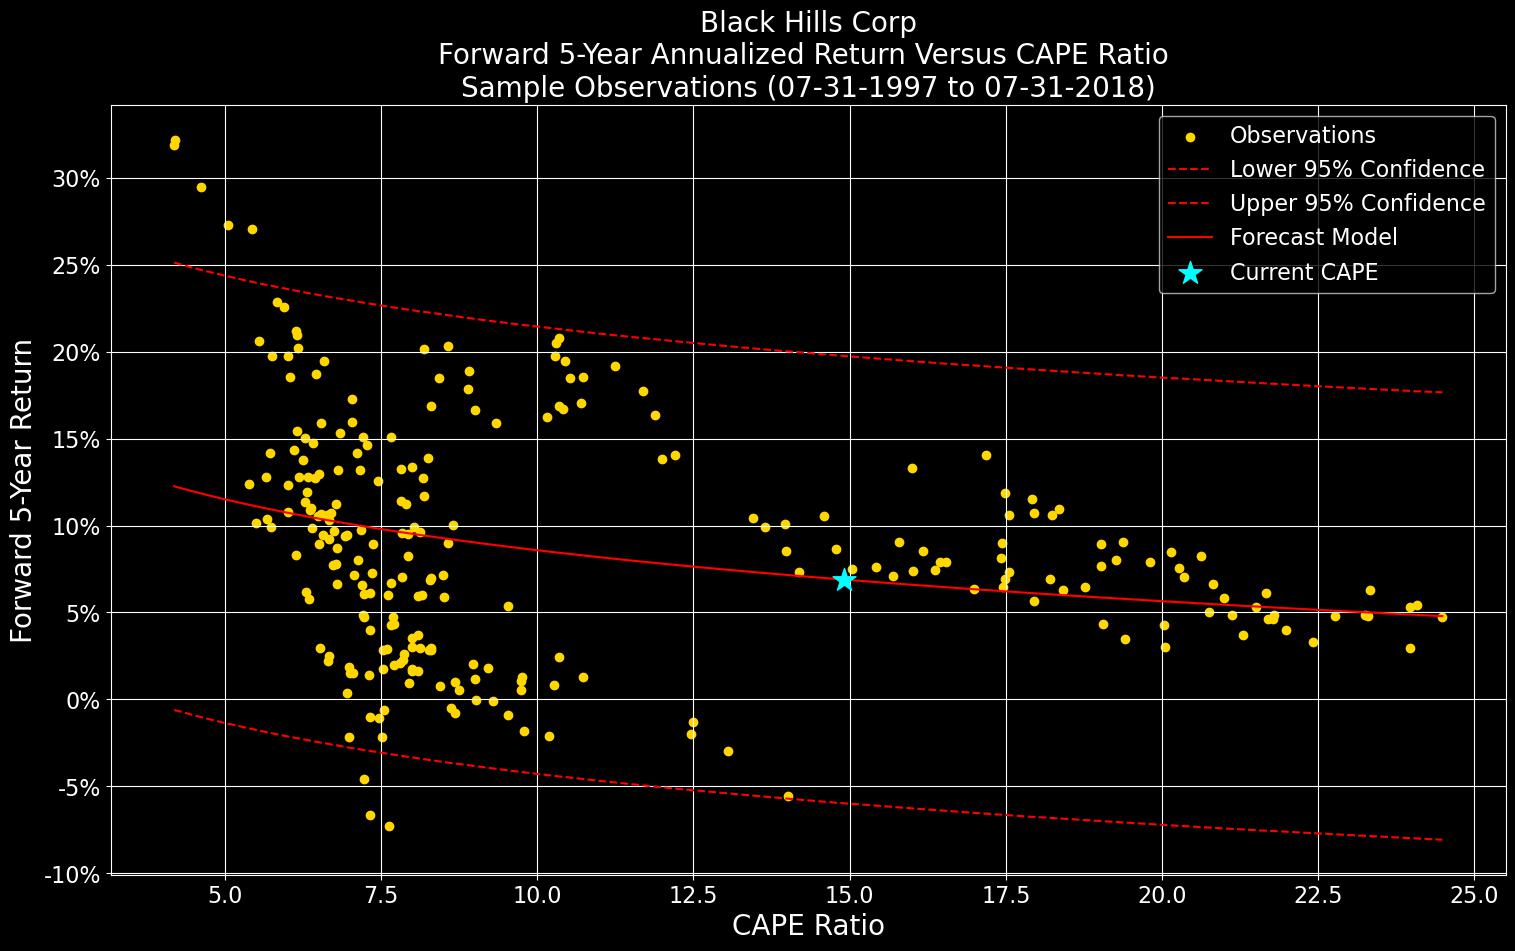 Black Hills Corp
Forward 5-Year Annualized Return Versus CAPE Ratio
Sample Observations (07-31-1997 to 07-31-2018)
Observations
Lower 95% Confidence
Upper 95% Confidence
Forecast Model
Current CAPE
Forward 5-Year Return
30%
25%
20%
15%
10%
5%
0%
-5%
-10%
5.0 7.5 10.0 12.5 15.0 17.5 20.0 22.5 25.0
CAPE Ratio